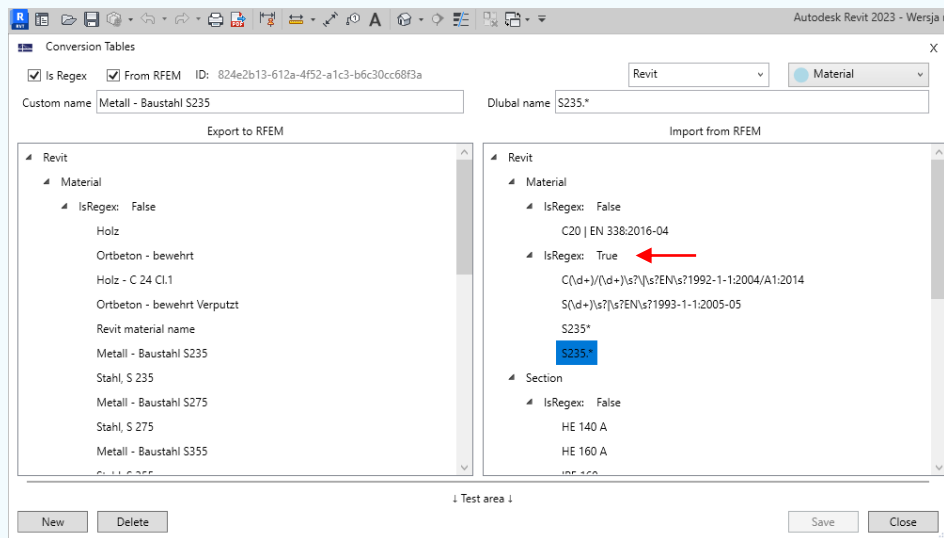 R
RVT
PDF
A
Autodesk Revit 2023 - Wersja
Conversion Tables
X
Is Regex
From RFEM
ID: 824e2b13-612a-4f52-a1c3-b6c30cc68f3a
Revit
Material
Custom name
Metall - Baustahl S235
Dlubal name
S235.*
Export to RFEM
Import from RFEM
Revit
Material
IsRegex: False
Holz
Ortbeton - bewehrt
Holz - C 24 Cl.1
Ortbeton - bewehrt Verputzt
Revit material name
Metall - Baustahl S235
Stahl, S 235
Metall - Baustahl S275
Stahl, S 275
Metall - Baustahl S355
Revit
Material
IsRegex: False
C20 | EN 338:2016-04
IsRegex: True
C(\d+)/(\d+)\s?\|\s?EN\s?1992-1-1:2004/A1:2014
S(\d+)\s?|\s?EN\s?1993-1-1:2005-05
S235*
S235.*
Section
IsRegex: False
HE 140 A
HE 160 A
↓ Test area ↓
New
Delete
Save
Close